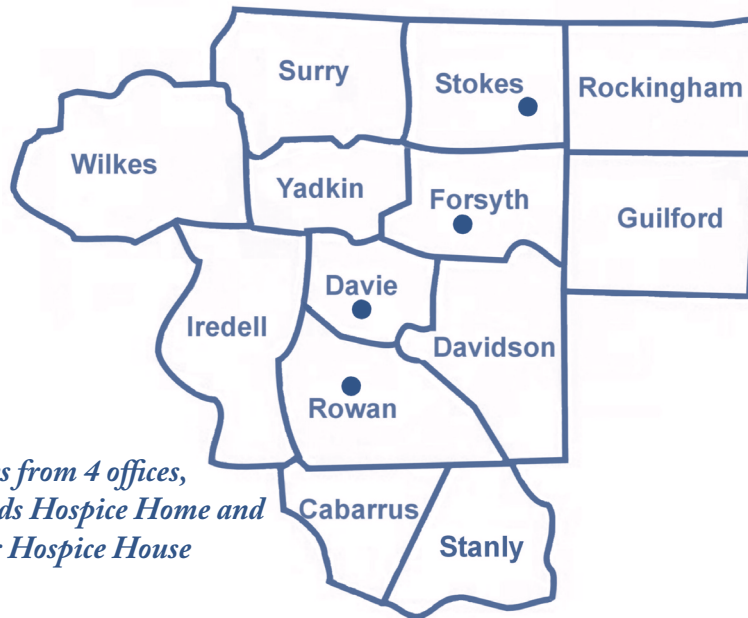 Surry
Stokes
Rockingham
Wilkes
Yadkin
Forsyth
Guilford
Davie
Iredell
Davidson
Rowan
from 4 offices,
Hospice Home and
Hospice House
Cabarrus
Stanly